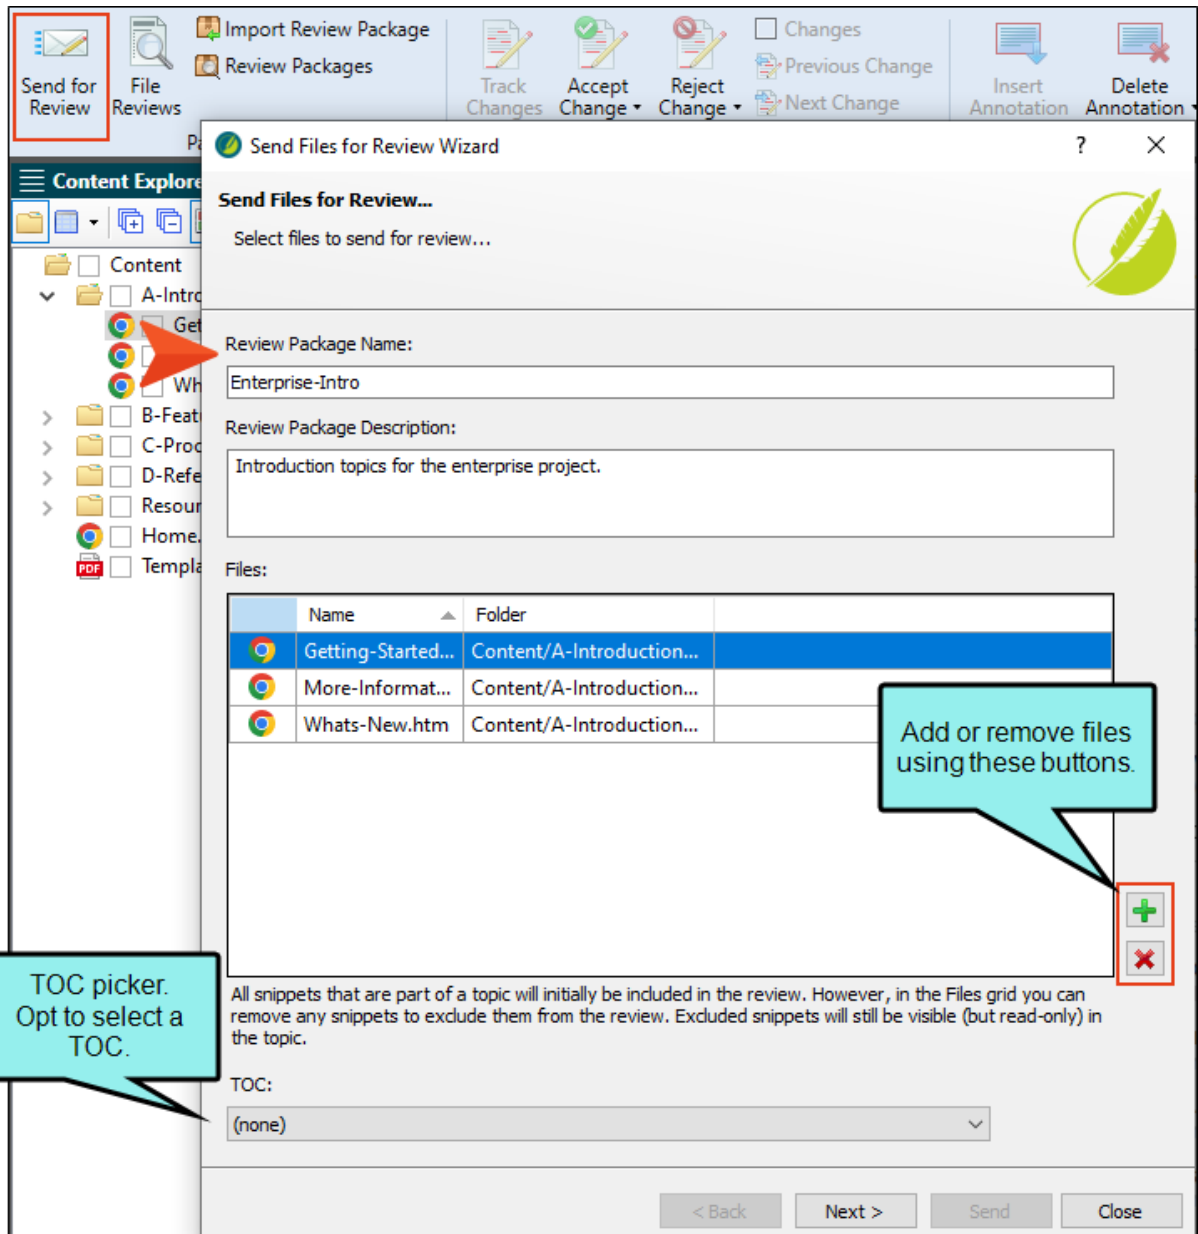 Send for
Review
File
Reviews
Import Review Package
Review Packages
Track
Changes
Accept
Change
Reject
Change
Changes
Previous Change
Next Change
Insert
Annotation
Delete
Annotation
Send Files for Review Wizard
?
Content Explore
Send Files for Review...
Select files to send for review...
Content
A-Intro
Get
Wh
B-Feat
C-Proc
D-Refe
Resour
Home.
PDF
Templa
Review Package Name:
Enterprise-Intro
Review Package Description:
Introduction topics for the enterprise project.
Files:
Name Folder
Getting-Started... Content/A-Introduction...
More-Informat... Content/A-Introduction...
Whats-New.htm Content/A-Introduction...
Add or remove files
using these buttons.
TOC picker.
Opt to select a
TOC.
All snippets that are part of a topic will initially be included in the review. However, in the Files grid you can
remove any snippets to exclude them from the review. Excluded snippets will still be visible (but read-only) in
the topic.
TOC:
(none)
< Back
Next >
Send
Close